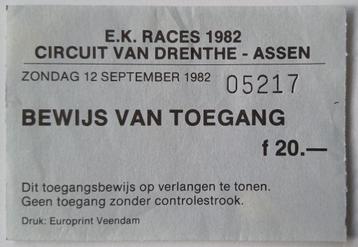 E.K. RACES 1982
CIRCUIT VAN DRENTHE - ASSEN
ZONDAG 12 SEPTEMBER 1982 05217
BEWIJS VAN TOEGANG
f 20.—
Dit toegangsbewijs op verlangen te tonen.
Geen toegang zonder controlestrook.
Druk: Europrint Veendam